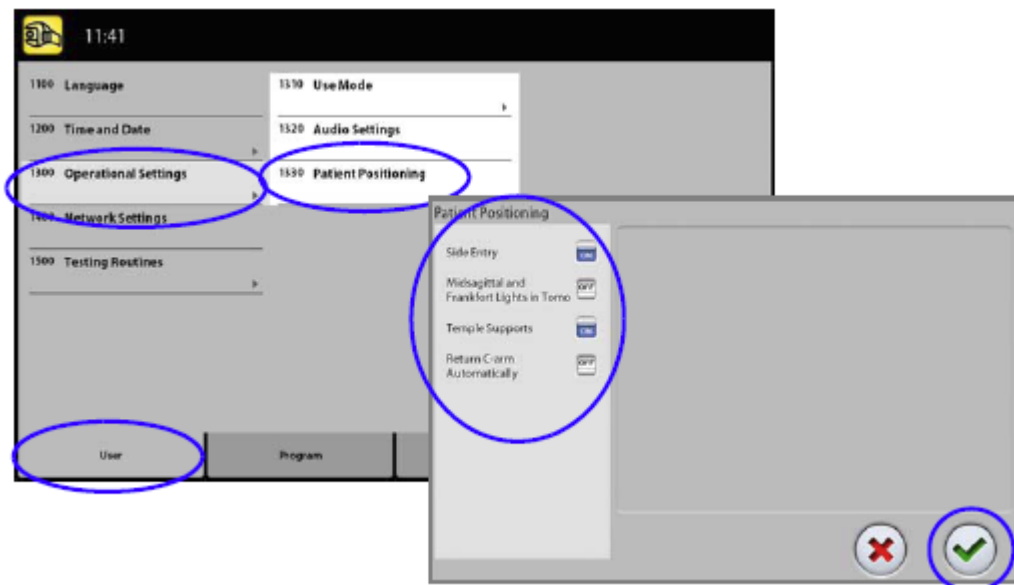 11:41
1100 Language
1200 Time and Date
1300 Operational Settings
1400 Network Settings
1500 Testing Routines
1310 Use Mode
1320 Audio Settings
1330 Patient Positioning
User
Program
Patient Positioning
Side Entry ON
Midsagittal and
Frankfort Lights in Tomo OFF
Temple Supports ON
Return C-arm
Automatically OFF